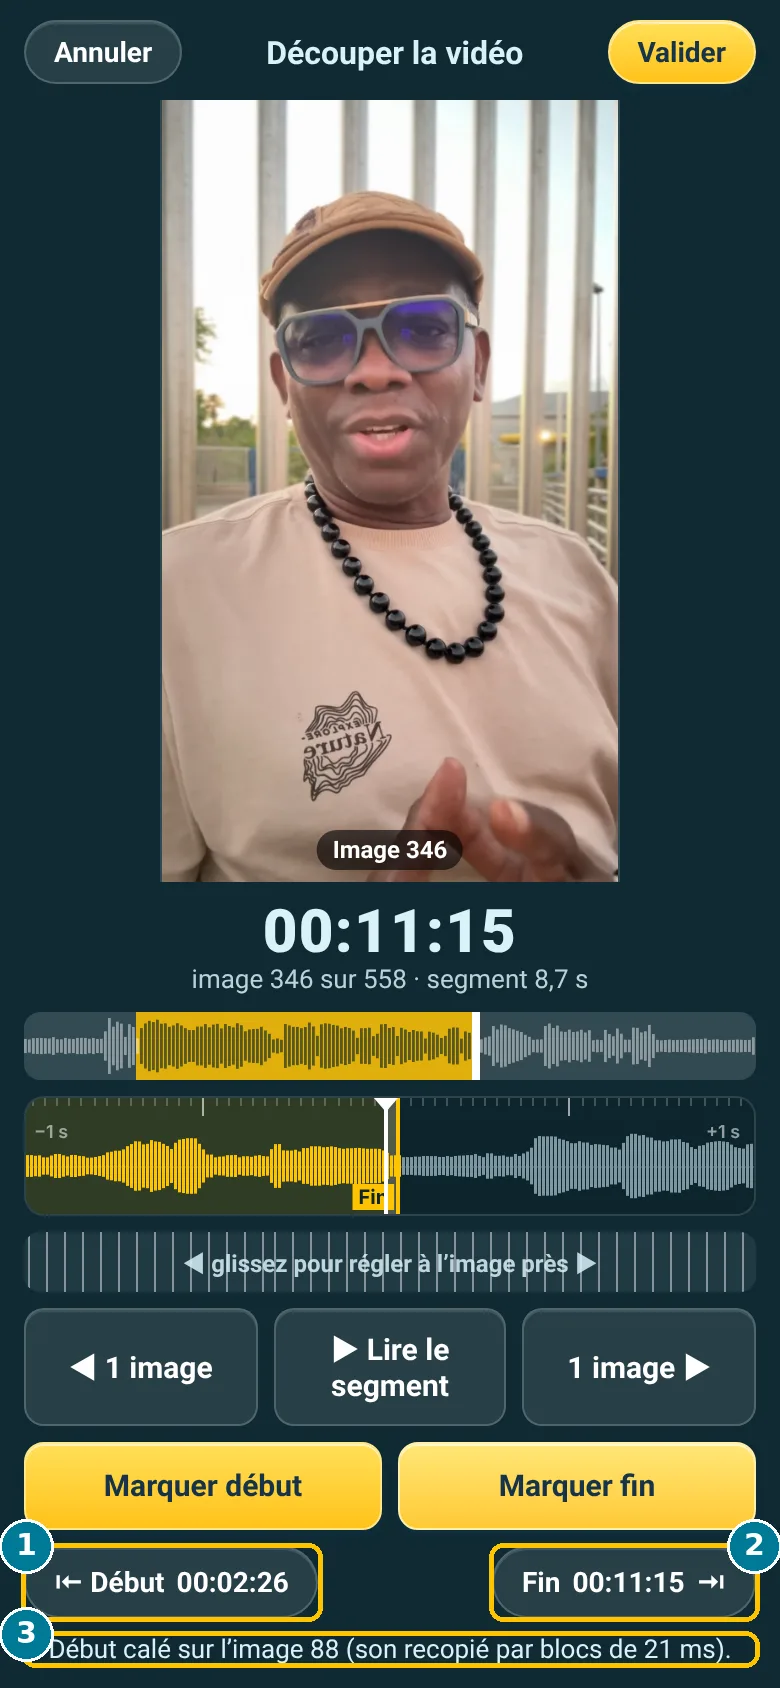 Annuler
Découper la vidéo
Valider
EXPLORE
Nature
Image 346
00:11:15
image 346 sur 558 · segment 8,7 s
−1 s
+1 s
Fin
◀ glissez pour régler à l’image près ▶
◀ 1 image
▶ Lire le
segment
1 image ▶
Marquer début
Marquer fin
1
2
⇤ Début 00:02:26
Fin 00:11:15 ⇥
3
Début calé sur l’image 88 (son recopié par blocs de 21 ms).